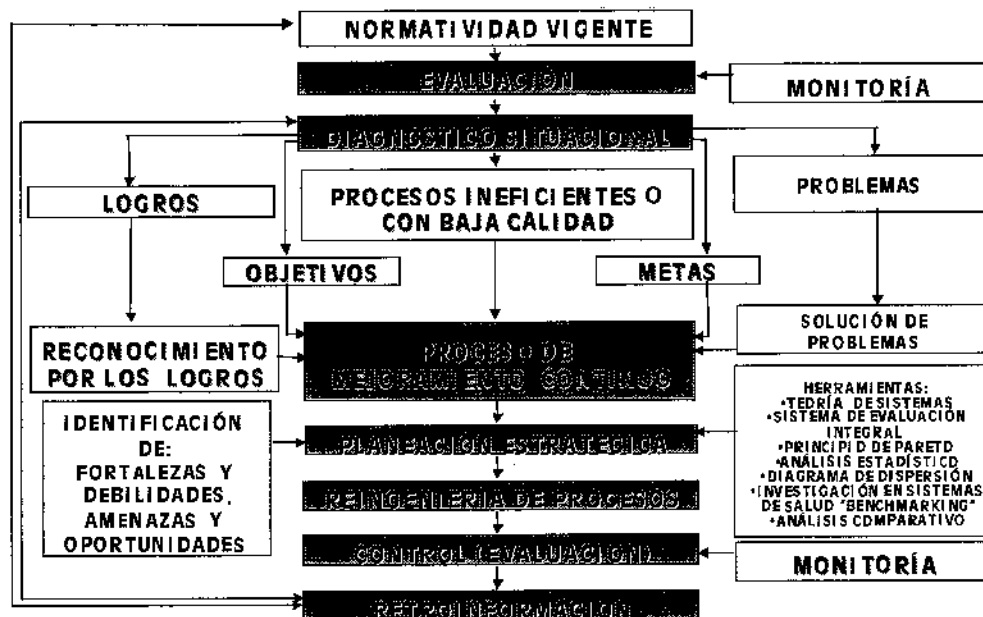 NORMATIVIDAD VIGENTE
EVALUACIÓN
MONITORÍA
DIAGNÓSTICO SITUACIONAL
LOGROS
PROCESOS INEFICIENTES O
CON BAJA CALIDAD
PROBLEMAS
OBJETIVOS
METAS
RECONOCIMIENTO
POR LOS LOGROS
PROCESO DE
MEJORAMIENTO CONTINUO
SOLUCIÓN DE
PROBLEMAS
IDENTIFICACIÓN
DE:
FORTALEZAS Y
DEBILIDADES,
AMENAZAS Y
OPORTUNIDADES
PLANEACIÓN ESTRATÉGICA
REINGENIERIA DE PROCESOS
CONTROL (EVALUACIÓN)
RETROINFORMACIÓN
HERRAMIENTAS:
•TEORÍA DE SISTEMAS
•SISTEMA DE EVALUACIÓN
INTEGRAL
•PRINCIPIO DE PARETO
•ANÁLISIS ESTADÍSTICO
•DIAGRAMA DE DISPERSIÓN
•INVESTIGACIÓN EN SISTEMAS
DE SALUD "BENCHMARKING"
•ANÁLISIS COMPARATIVO
MONITORÍA